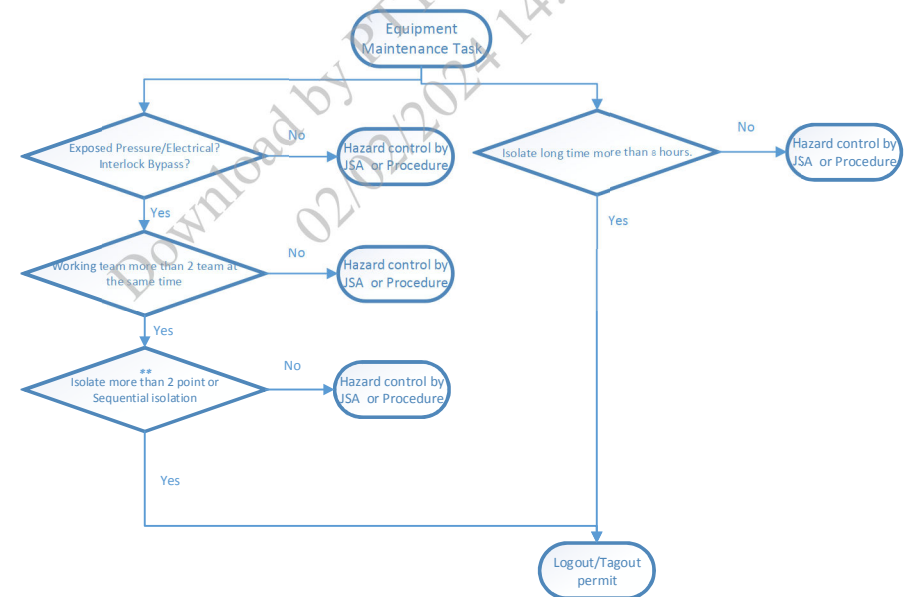 Equipment
Maintenance Task
Exposed Pressure/Electrical?
Interlock Bypass?
No
Hazard control by
JSA or Procedure
Isolate long time more than 8 hours.
No
Hazard control by
JSA or Procedure
Yes
Working team more than 2 team at
the same time
No
Hazard control by
JSA or Procedure
Yes
Yes
**
Isolate more than 2 point or
Sequential isolation
No
Hazard control by
JSA or Procedure
Yes
Logout/Tagout
permit
Download by PT
02/02/2024 14: